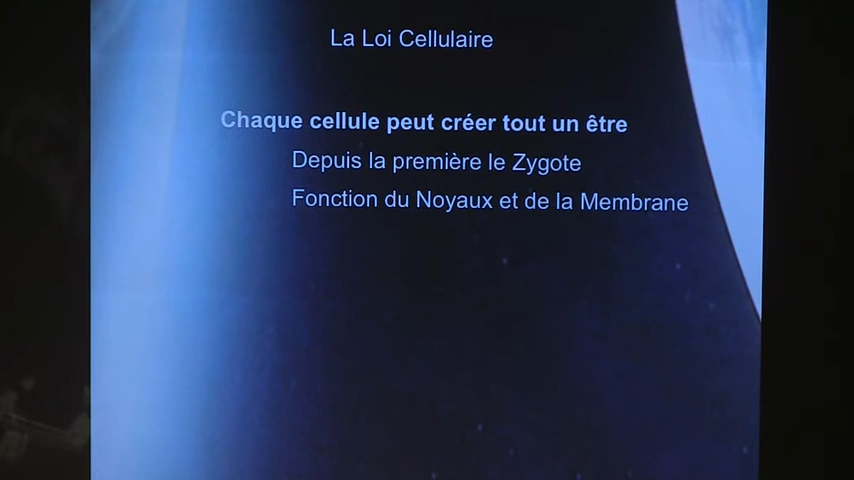 La Loi Cellulaire
Chaque cellule peut créer tout un être
Depuis la première le Zygote
Fonction du Noyaux et de la Membrane